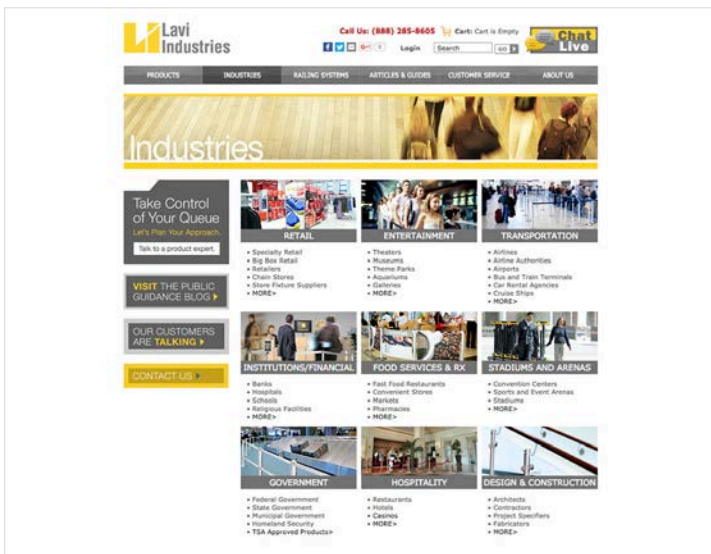 Lavi
Industries
Call Us: (888) 285-8605
Cart: Cart is Empty
Chat
Live
Login
Search
GO
PRODUCTS
INDUSTRIES
RAILING SYSTEMS
ARTICLES & GUIDES
CUSTOMER SERVICE
ABOUT US
Industries
Take Control
of Your Queue
Let's Plan Your Approach.
Talk to a product expert.
VISIT THE PUBLIC
GUIDANCE BLOG
OUR CUSTOMERS
ARE TALKING
CONTACT US
RETAIL
• Specialty Retail
• Big Box Retail
• Retailers
• Chain Stores
• Store Fixture Suppliers
• MORE>
ENTERTAINMENT
• Theaters
• Museums
• Theme Parks
• Aquariums
• Galleries
• MORE>
TRANSPORTATION
• Airlines
• Airline Authorities
• Airports
• Bus and Train Terminals
• Car Rental Agencies
• Cruise Ships
• MORE>
INSTITUTIONS/FINANCIAL
• Banks
• Hospitals
• Schools
• Religious Facilities
• MORE>
FOOD SERVICES & RX
• Fast Food Restaurants
• Convenient Stores
• Markets
• Pharmacies
• MORE>
STADIUMS AND ARENAS
• Convention Centers
• Sports and Event Arenas
• Stadiums
• MORE>
GOVERNMENT
• Federal Government
• State Government
• Municipal Government
• Homeland Security
• TSA Approved Products>
HOSPITALITY
• Restaurants
• Hotels
• Casinos
• MORE>
DESIGN & CONSTRUCTION
• Architects
• Contractors
• Project Specifiers
• Fabricators
• MORE>